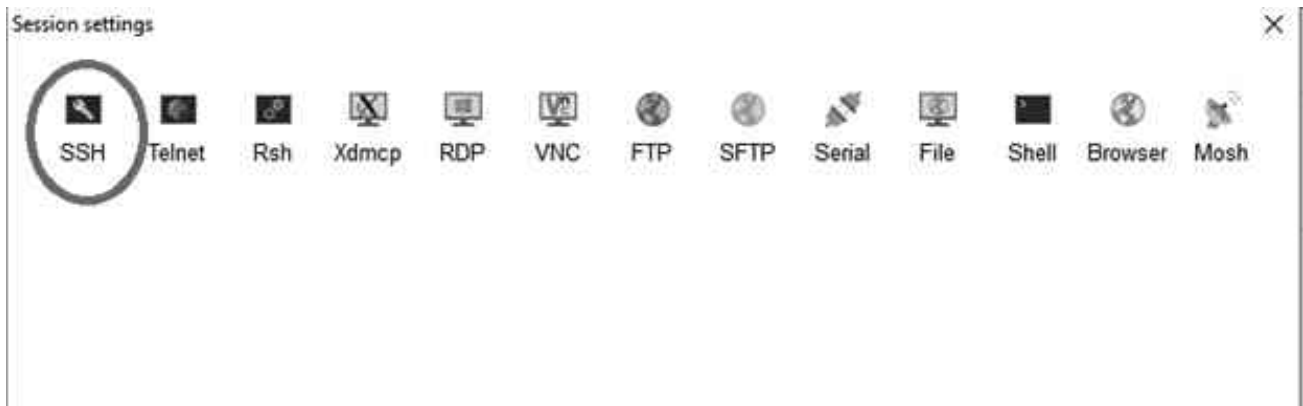 Session settings
SSH Telnet Rsh Xdmcp RDP VNC FTP SFTP Serial File Shell Browser Mosh